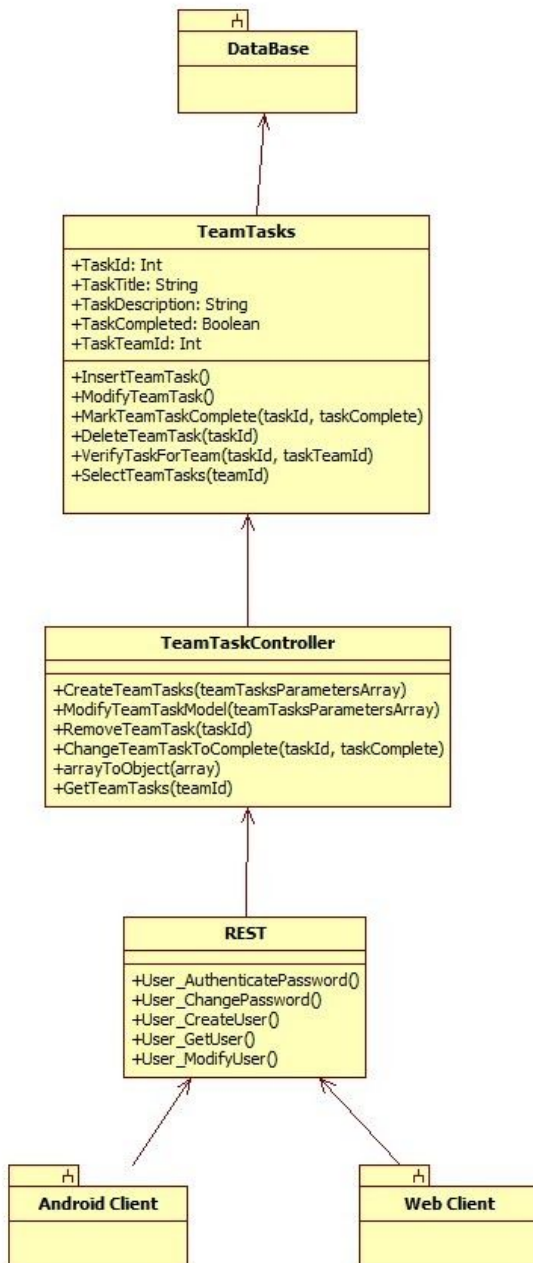 DataBase
TeamTasks
+TaskId: Int
+TaskTitle: String
+TaskDescription: String
+TaskCompleted: Boolean
+TaskTeamId: Int
+InsertTeamTask()
+ModifyTeamTask()
+MarkTeamTaskComplete(taskId, taskComplete)
+DeleteTeamTask(taskId)
+VerifyTaskForTeam(taskId, taskTeamId)
+SelectTeamTasks(teamId)
TeamTaskController
+CreateTeamTasks(teamTasksParametersArray)
+ModifyTeamTaskModel(teamTasksParametersArray)
+RemoveTeamTask(taskId)
+ChangeTeamTaskToComplete(taskId, taskComplete)
+arrayToObject(array)
+GetTeamTasks(teamId)
REST
+User_AuthenticatePassword()
+User_ChangePassword()
+User_CreateUser()
+User_GetUser()
+User_ModifyUser()
Android Client
Web Client